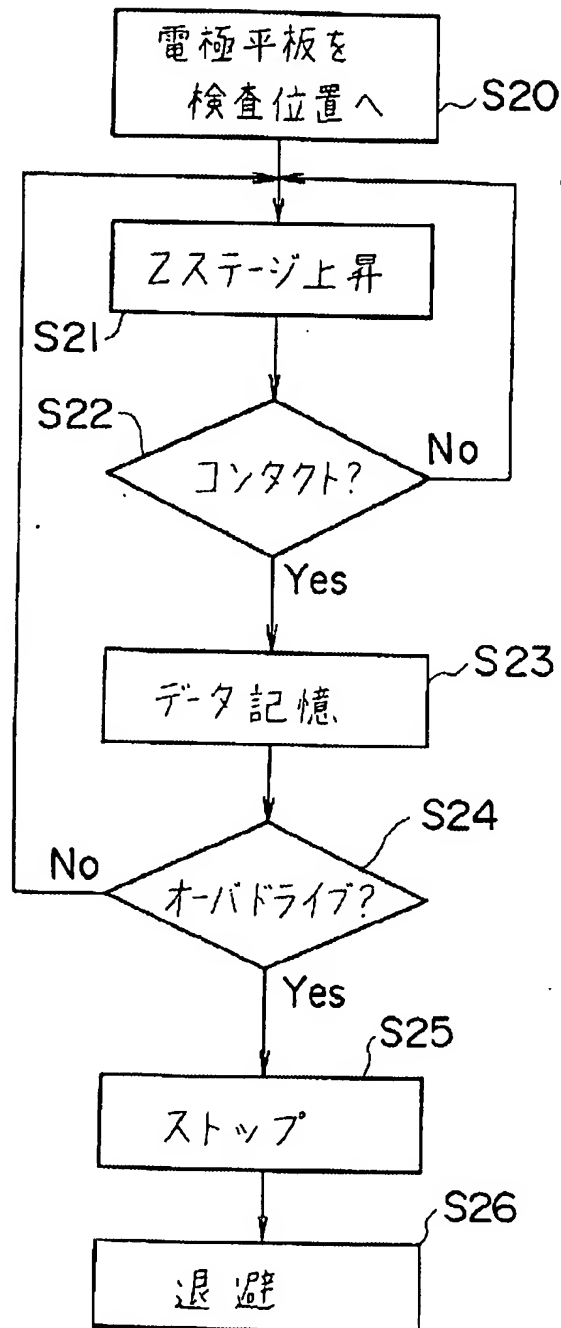 電極平板を
検査位置へ
S20
Zステージ上昇
S21
S22
コンタクト?
No
Yes
S23
データ記憶
S24
No
オーバドライブ?
Yes
S25
ストップ
S26
退避